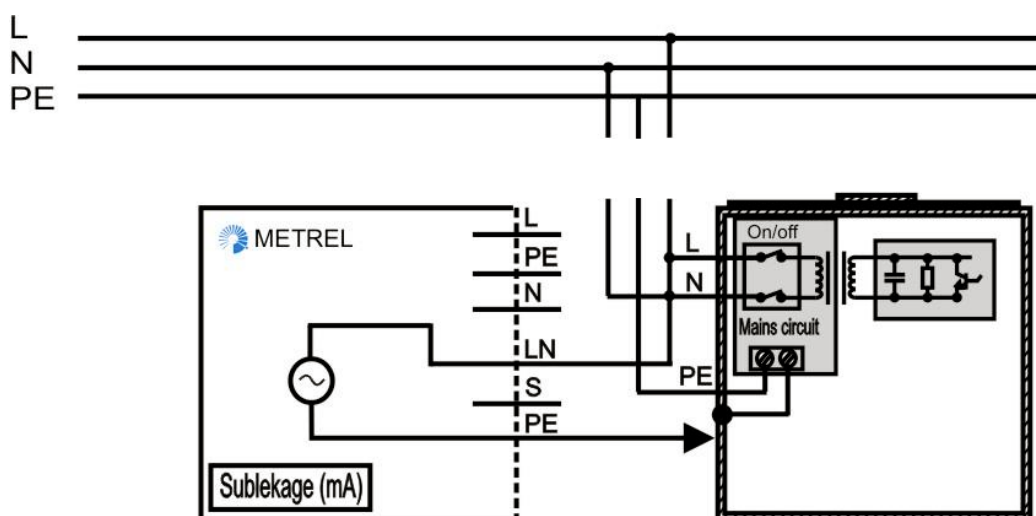 L
N
PE
METREL
L
PE
N
LN
S
PE
Sublekage (mA)
L
N
PE
On/off
Mains circuit